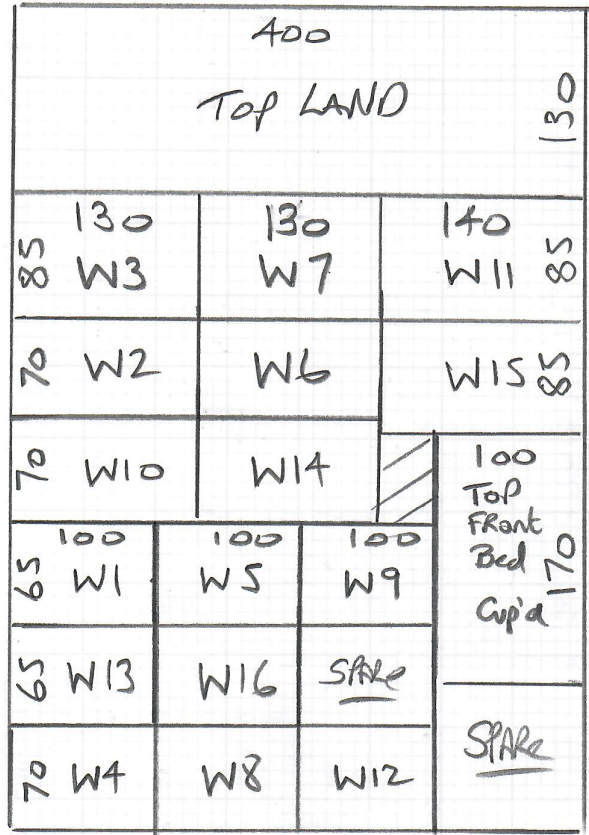 400
Top LAND
130
130 130 140
85 W3 W7 W11 85
70 W2 W6 W15 85
70 W10 W14
100
Top
FRont
Bed
Cup'd
170
100 100 100
65 W1 W5 W9
65 W13 W16 SPARe
70 W4 W8 W12
SPARe